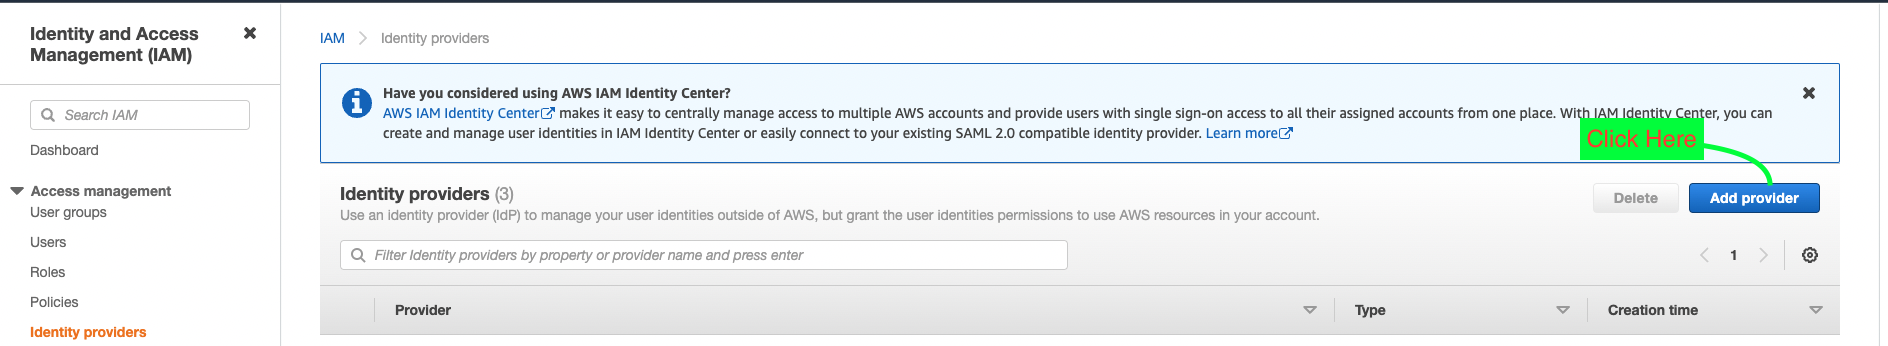 Identity and Access
Management (IAM)
Search IAM
Dashboard
Access management
User groups
Users
Roles
Policies
Identity providers
IAM
Identity providers
Have you considered using AWS IAM Identity Center?
AWS IAM Identity Center makes it easy to centrally manage access to multiple AWS accounts and provide users with single sign-on access to all their assigned accounts from one place. With IAM Identity Center, you can
create and manage user identities in IAM Identity Center or easily connect to your existing SAML 2.0 compatible identity provider. Learn more
Click Here
Identity providers (3)
Use an identity provider (IdP) to manage your user identities outside of AWS, but grant the user identities permissions to use AWS resources in your account.
Delete
Add provider
Filter Identity providers by property or provider name and press enter
1
Provider
Type
Creation time